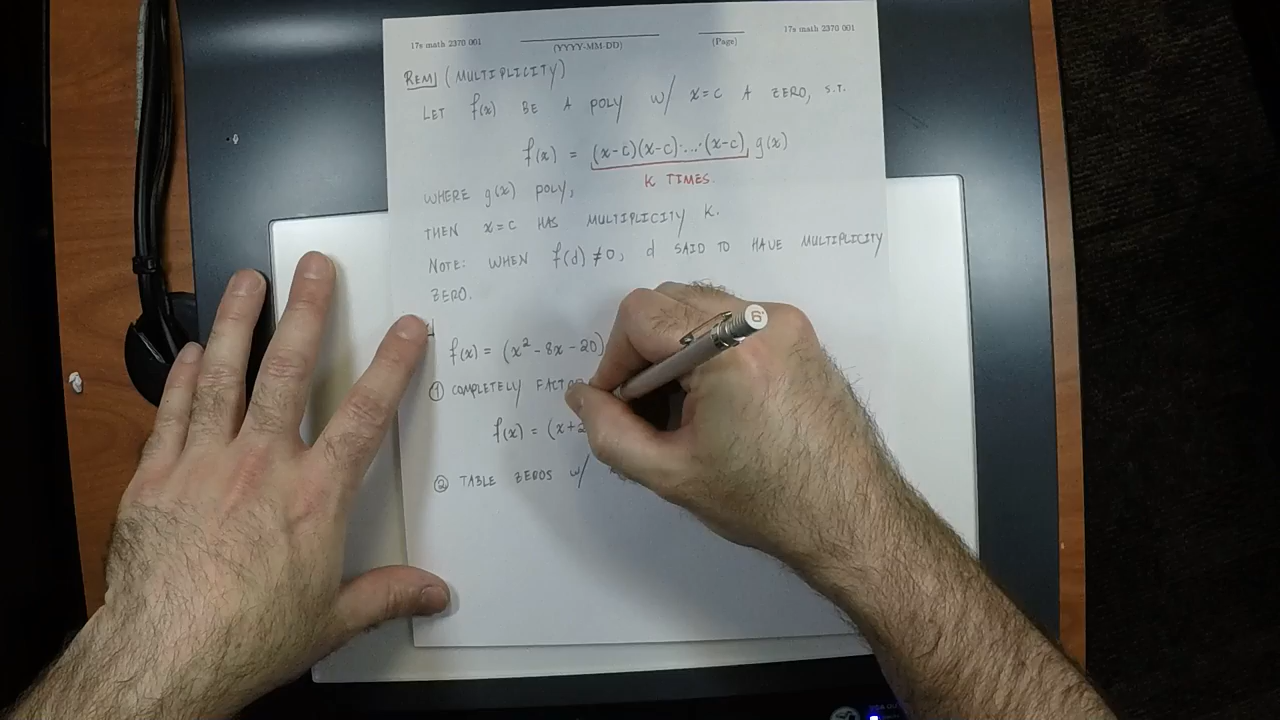 17s math 2370 001 (YYYY-MM-DD) (Page) 17s math 2370 001
REM (MULTIPLICITY)
LET f(x) BE A POLY W/ x=c A ZERO, S.T.
f(x) = (x-c)(x-c)·...·(x-c) g(x)
K TIMES
WHERE g(x) POLY,
THEN x=c HAS MULTIPLICITY K.
NOTE: WHEN f(d)≠0, d SAID TO HAVE MULTIPLICITY
ZERO.
f(x) = (x²-8x-20)
① COMPLETELY
f(x) = (x+2
② TABLE ZEROS W/